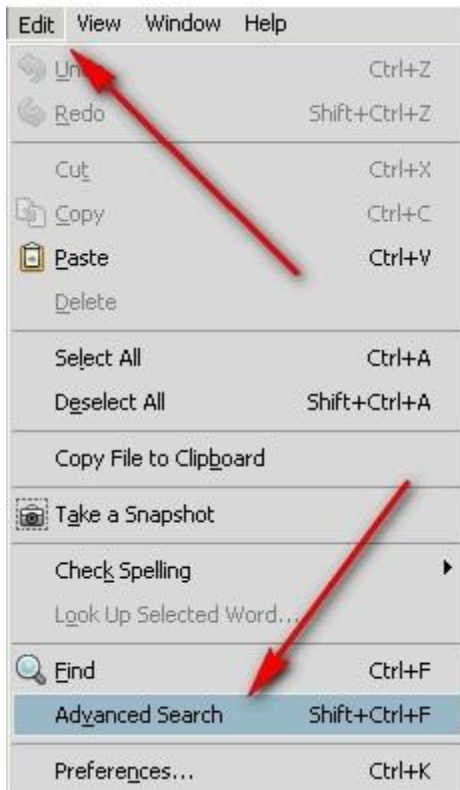 Edit View Window Help
Undo Ctrl+Z
Redo Shift+Ctrl+Z
Cut Ctrl+X
Copy Ctrl+C
Paste Ctrl+V
Delete
Select All Ctrl+A
Deselect All Shift+Ctrl+A
Copy File to Clipboard
Take a Snapshot
Check Spelling
Look Up Selected Word...
Find Ctrl+F
Advanced Search Shift+Ctrl+F
Preferences... Ctrl+K